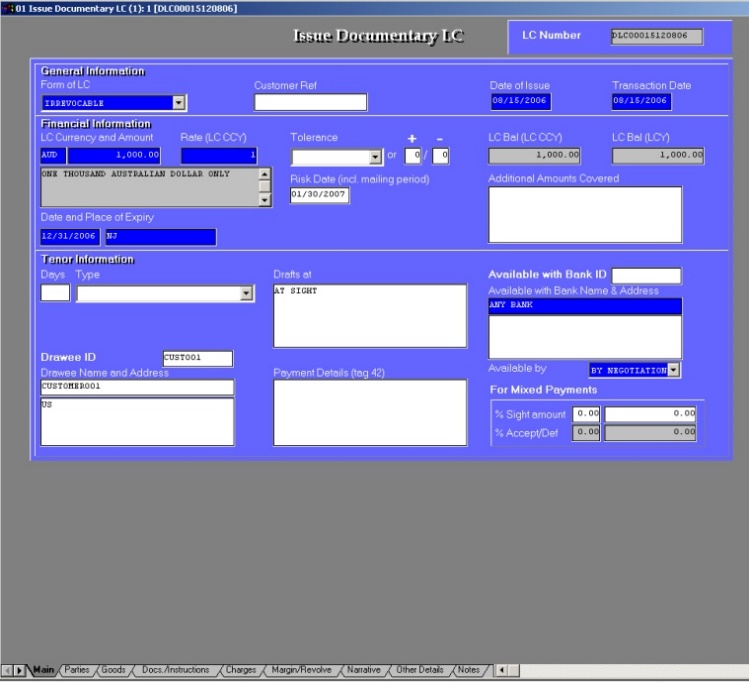 01 Issue Documentary LC (1): 1 [DLC00015120806]
Issue Documentary LC
LC Number DLC00015120806
General Information
Form of LC Customer Ref Date of Issue Transaction Date
IRREVOCABLE 08/15/2006 08/15/2006
Financial Information
LC Currency and Amount Rate (LC CCY) Tolerance + - LC Bal (LC CCY) LC Bal (LCY)
AUD 1,000.00 1 or 0 / 0 1,000.00 1,000.00
ONE THOUSAND AUSTRALIAN DOLLAR ONLY Risk Date (incl. mailing period) Additional Amounts Covered
01/30/2007
Date and Place of Expiry
12/31/2006 NJ
Tenor Information
Days Type Drafts at Available with Bank ID
AT SIGHT Available with Bank Name & Address
ANY BANK
Drawee ID CUST001
Drawee Name and Address Payment Details (tag 42) Available by BY NEGOTIATION
CUSTOMER001 For Mixed Payments
US
% Sight amount 0.00 0.00
% Accept/Def 0.00 0.00
Main Parties Goods Docs./Instructions Charges Margin/Revolve Narrative Other Details Notes